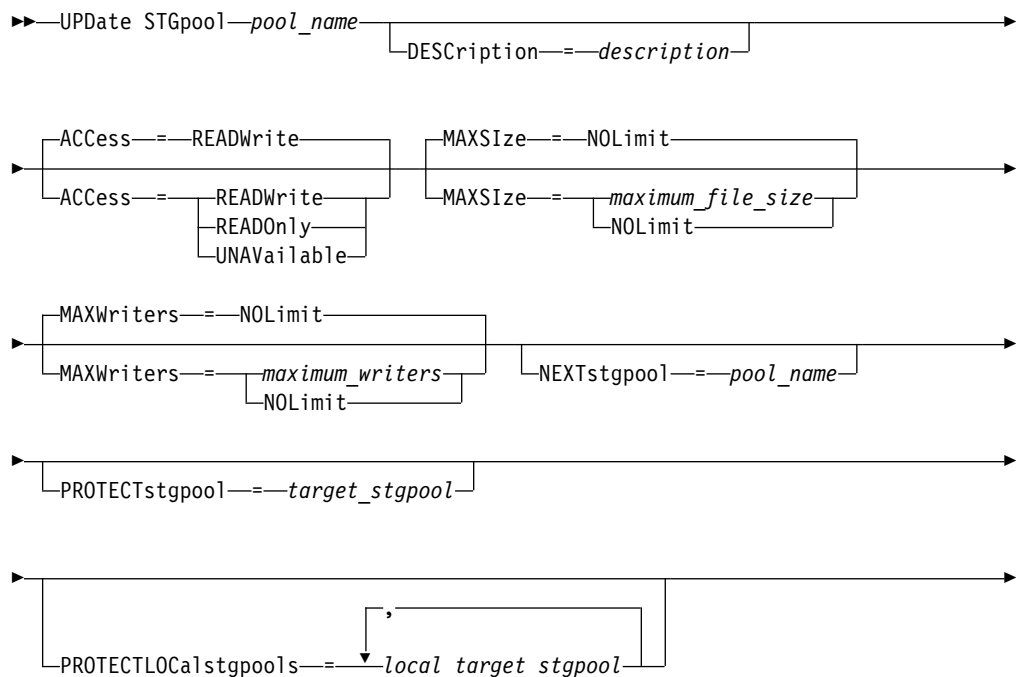 UPDate STGpool pool_name
DESCription = description
ACCess = READWrite
ACCess = READWrite
READOnly
UNAVailable
MAXSIze = NOLimit
MAXSIze = maximum_file_size
NOLimit
MAXWriters = NOLimit
MAXWriters = maximum_writers
NOLimit
NEXTstgpool = pool_name
PROTECTstgpool = target_stgpool
,
PROTECTLOCalstgpools = local target stgpool